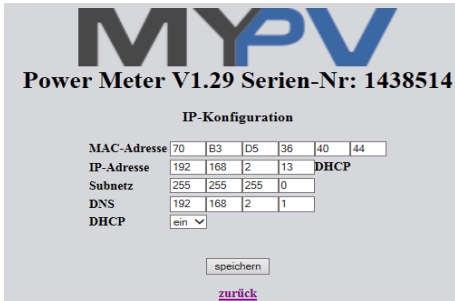 MYPV
Power Meter V1.29 Serien-Nr: 1438514
IP-Konfiguration
MAC-Adresse 70 B3 D5 36 40 44
IP-Adresse 192 168 2 13 DHCP
Subnetz 255 255 255 0
DNS 192 168 2 1
DHCP ein
speichern
zurück